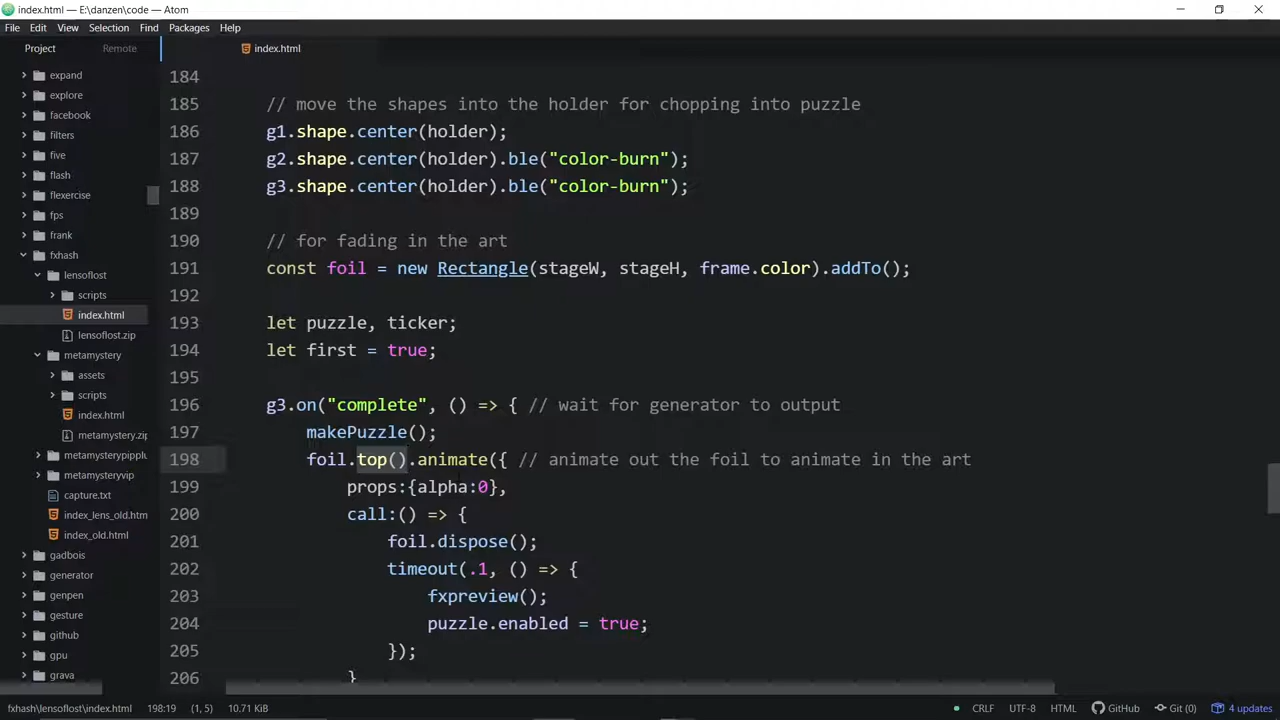 index.html — E:\danzen\code — Atom
File Edit View Selection Find Packages Help
Project Remote
index.html
expand
explore
facebook
filters
five
flash
flexercise
fps
frank
fxhash
lensoflost
scripts
index.html
lensoflost.zip
metamystery
assets
scripts
index.html
metamystery.zip
metamysterypipplu
metamysteryvip
capture.txt
index_lens_old.htm
index_old.html
gadbois
generator
genpen
gesture
github
gpu
grava
184
185 // move the shapes into the holder for chopping into puzzle
186 g1.shape.center(holder);
187 g2.shape.center(holder).ble("color-burn");
188 g3.shape.center(holder).ble("color-burn");
189
190 // for fading in the art
191 const foil = new Rectangle(stageW, stageH, frame.color).addTo();
192
193 let puzzle, ticker;
194 let first = true;
195
196 g3.on("complete", () => { // wait for generator to output
197 makePuzzle();
198 foil.top().animate({ // animate out the foil to animate in the art
199 props:{alpha:0},
200 call:() => {
201 foil.dispose();
202 timeout(.1, () => {
203 fxpreview();
204 puzzle.enabled = true;
205 });
206 }
fxhash\lensoflost\index.html 198:19 (1, 5) 10.71 KiB CRLF UTF-8 HTML GitHub Git (0) 4 updates